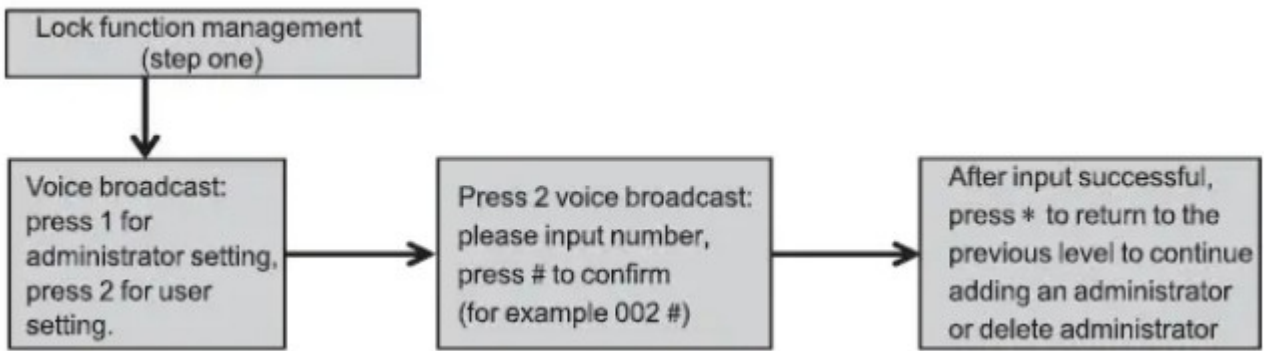 Lock function management
(step one)
Voice broadcast:
press 1 for
administrator setting,
press 2 for user
setting.
Press 2 voice broadcast:
please input number,
press # to confirm
(for example 002 #)
After input successful,
press * to return to the
previous level to continue
adding an administrator
or delete administrator